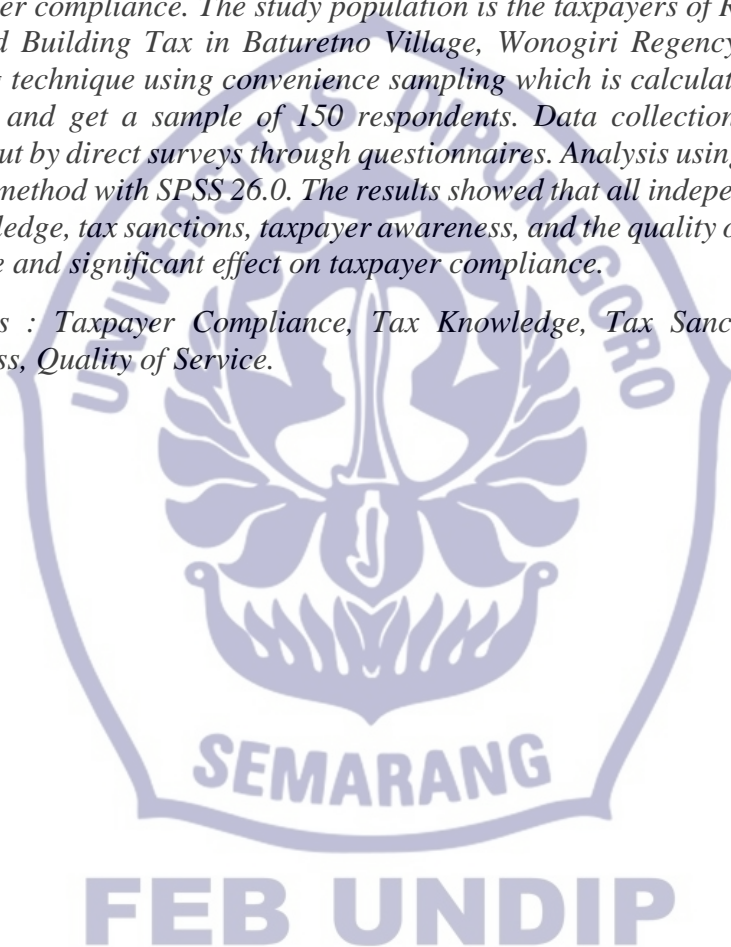 er compliance. The study population is the taxpayers of R
d Building Tax in Baturetno Village, Wonogiri Regency
technique using convenience sampling which is calculat
and get a sample of 150 respondents. Data collection
ut by direct surveys through questionnaires. Analysis using
method with SPSS 26.0. The results showed that all indepe
ledge, tax sanctions, taxpayer awareness, and the quality o
e and significant effect on taxpayer compliance.
s : Taxpayer Compliance, Tax Knowledge, Tax Sanc
ss, Quality of Service.
UNIVERSITAS DIPONEGORO
SEMARANG
FEB UNDIP